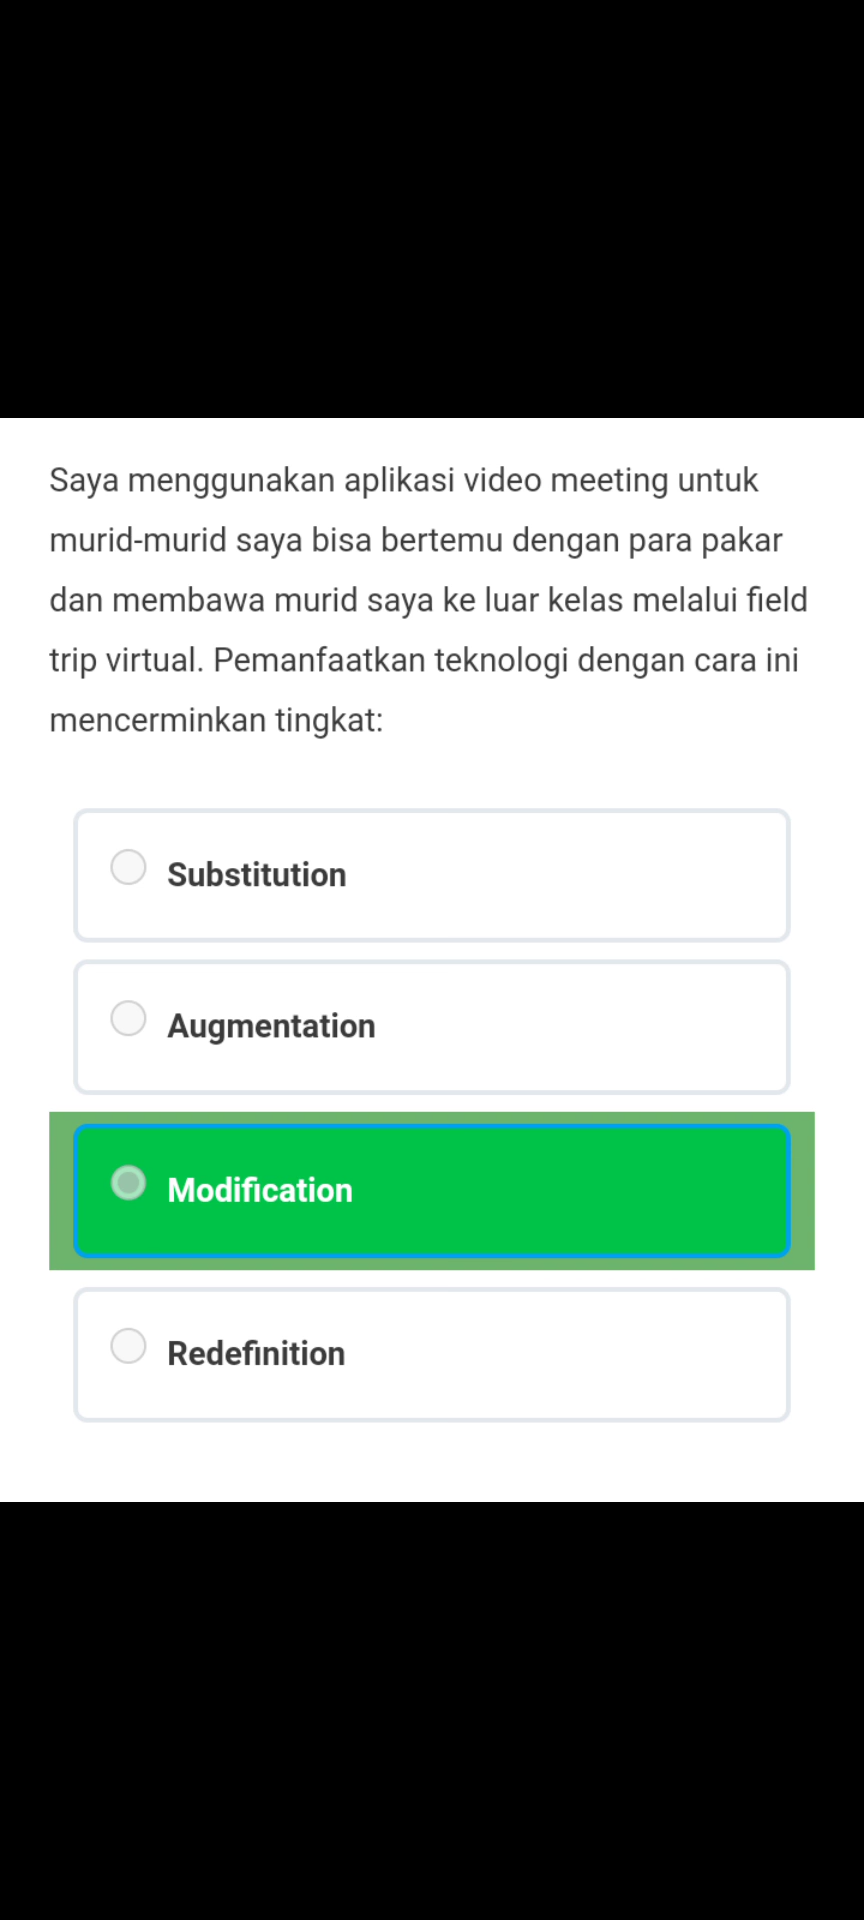 Saya menggunakan aplikasi video meeting untuk
murid-murid saya bisa bertemu dengan para pakar
dan membawa murid saya ke luar kelas melalui field
trip virtual. Pemanfaatkan teknologi dengan cara ini
mencerminkan tingkat:
Substitution
Augmentation
Modification
Redefinition